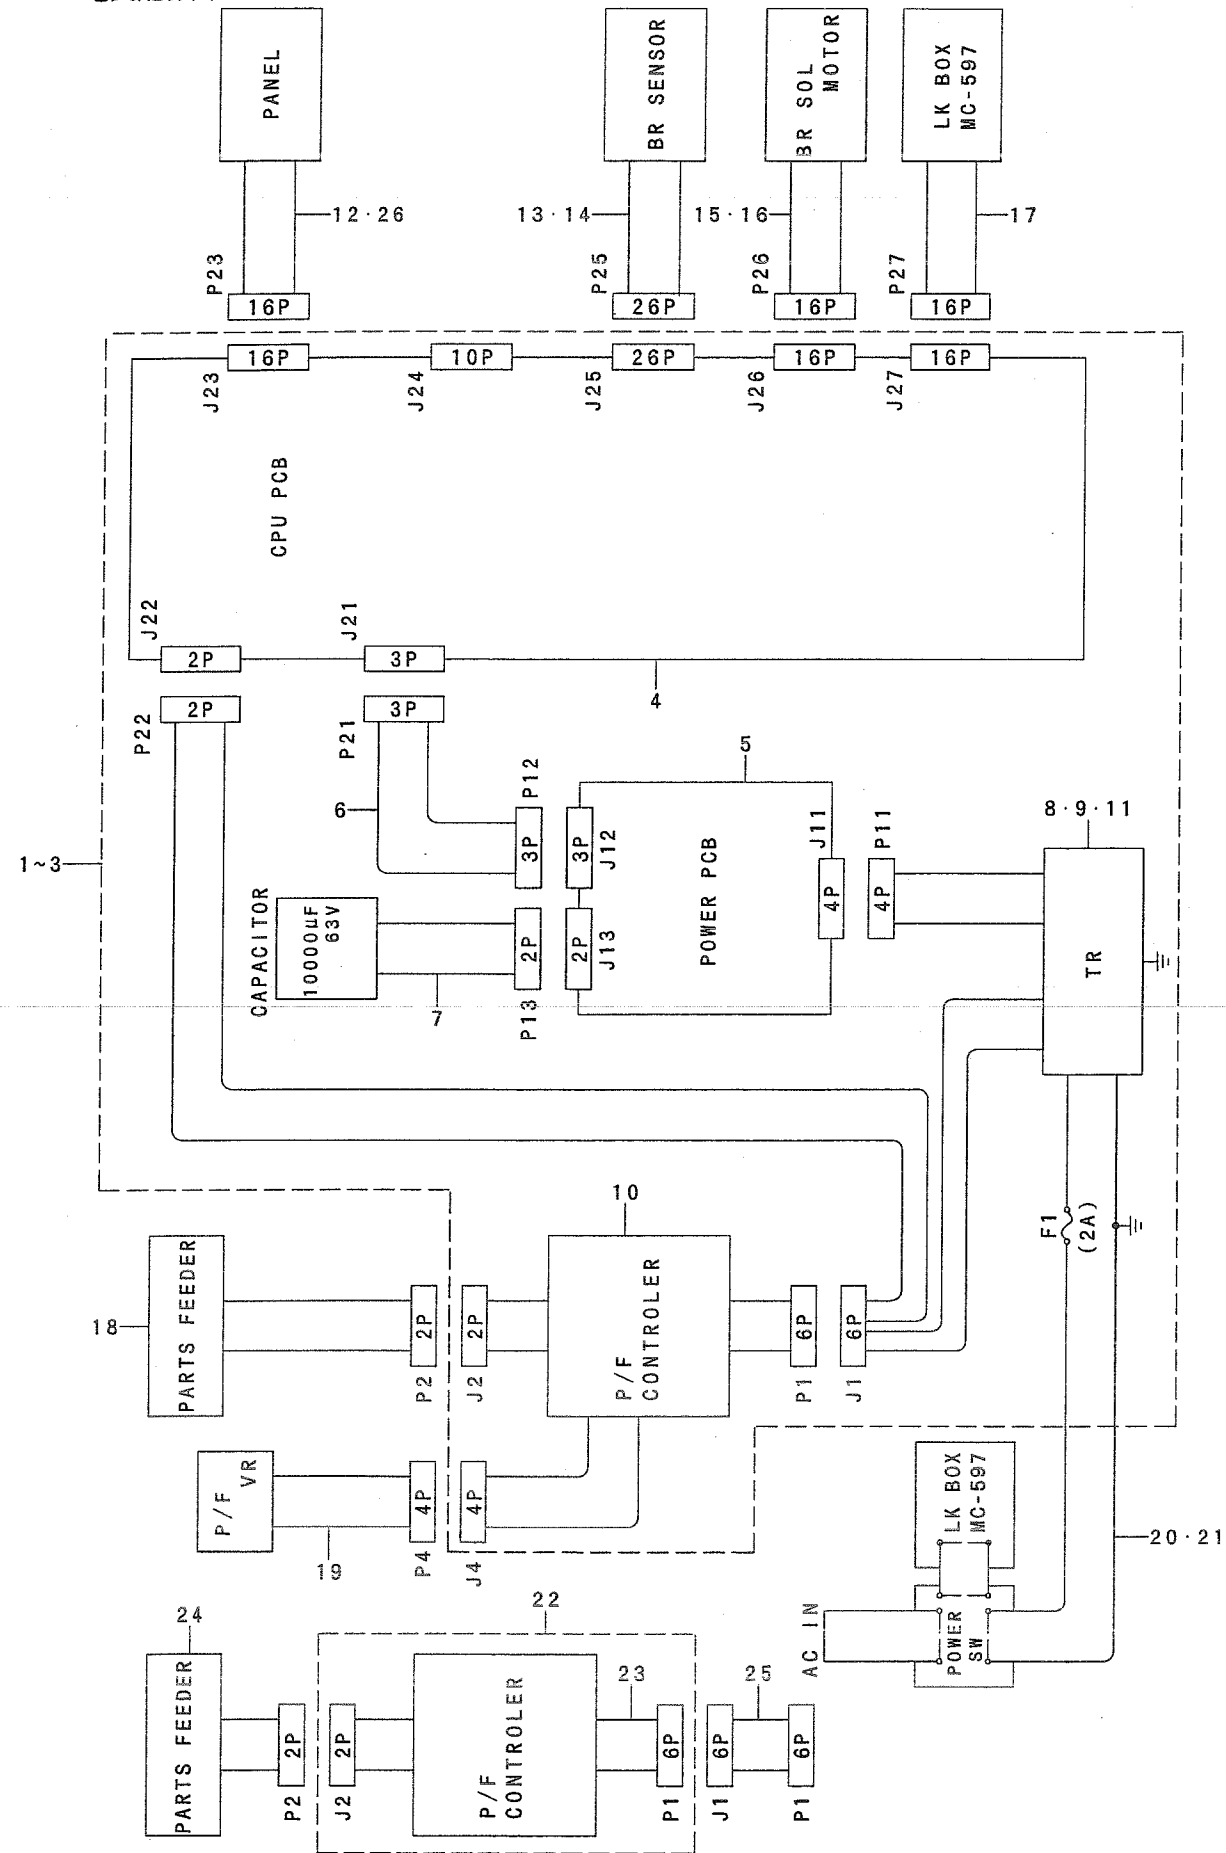 PANEL
BR SENSOR
BR SOL
MOTOR
LK BOX
MC-597
12·26
13·14
15·16
17
P23
P25
P26
P27
16P
26P
16P
16P
16P
10P
26P
16P
16P
J23
J24
J25
J26
J27
CPU PCB
J22
J21
2P
3P
4
2P
3P
P22
P21
5
6
P12
3P
3P
J12
J11
P11
8·9·11
1~3
CAPACITOR
10000µF
63V
2P
2P
J13
POWER PCB
4P
4P
TR
7
P13
10
F1
(2A)
18
PARTS FEEDER
2P
2P
P2
J2
P/F
CONTROLER
6P
6P
P1
J1
P/F
VR
4P
4P
P4
J4
19
LK BOX
MC-597
20·21
24
22
AC IN
POWER
SW
PARTS FEEDER
2P
2P
P2
J2
P/F
CONTROLER
23
6P
P1
25
6P
6P
J1
P1